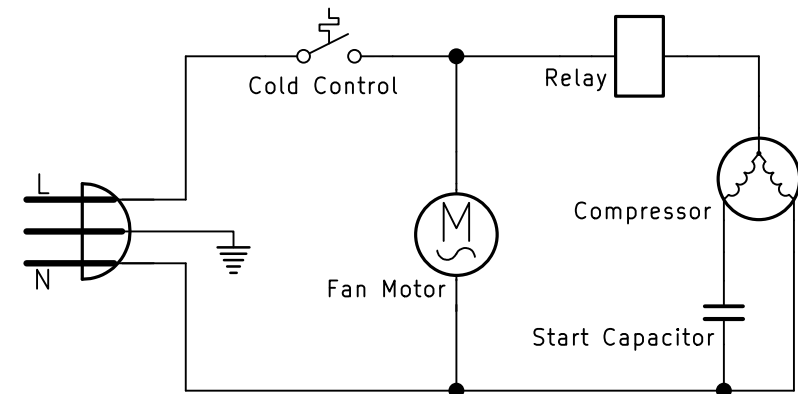 Cold Control
Relay
L
Compressor
M
N
Fan Motor
Start Capacitor